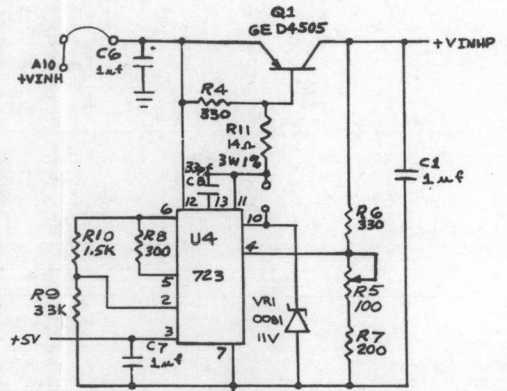 Q1
GE D4505
+VINHP
A10
+VINH
C6
1uf
+
R4
330
R11
14Ω
3W 1%
C1
1uf
33pf
C8
12
13
11
6
10
R10
1.5K
R8
300
U4
4
R6
330
723
5
2
R9
33K
VR1
OOB1
11V
R5
100
+5V
3
C7
1uf
7
R7
200